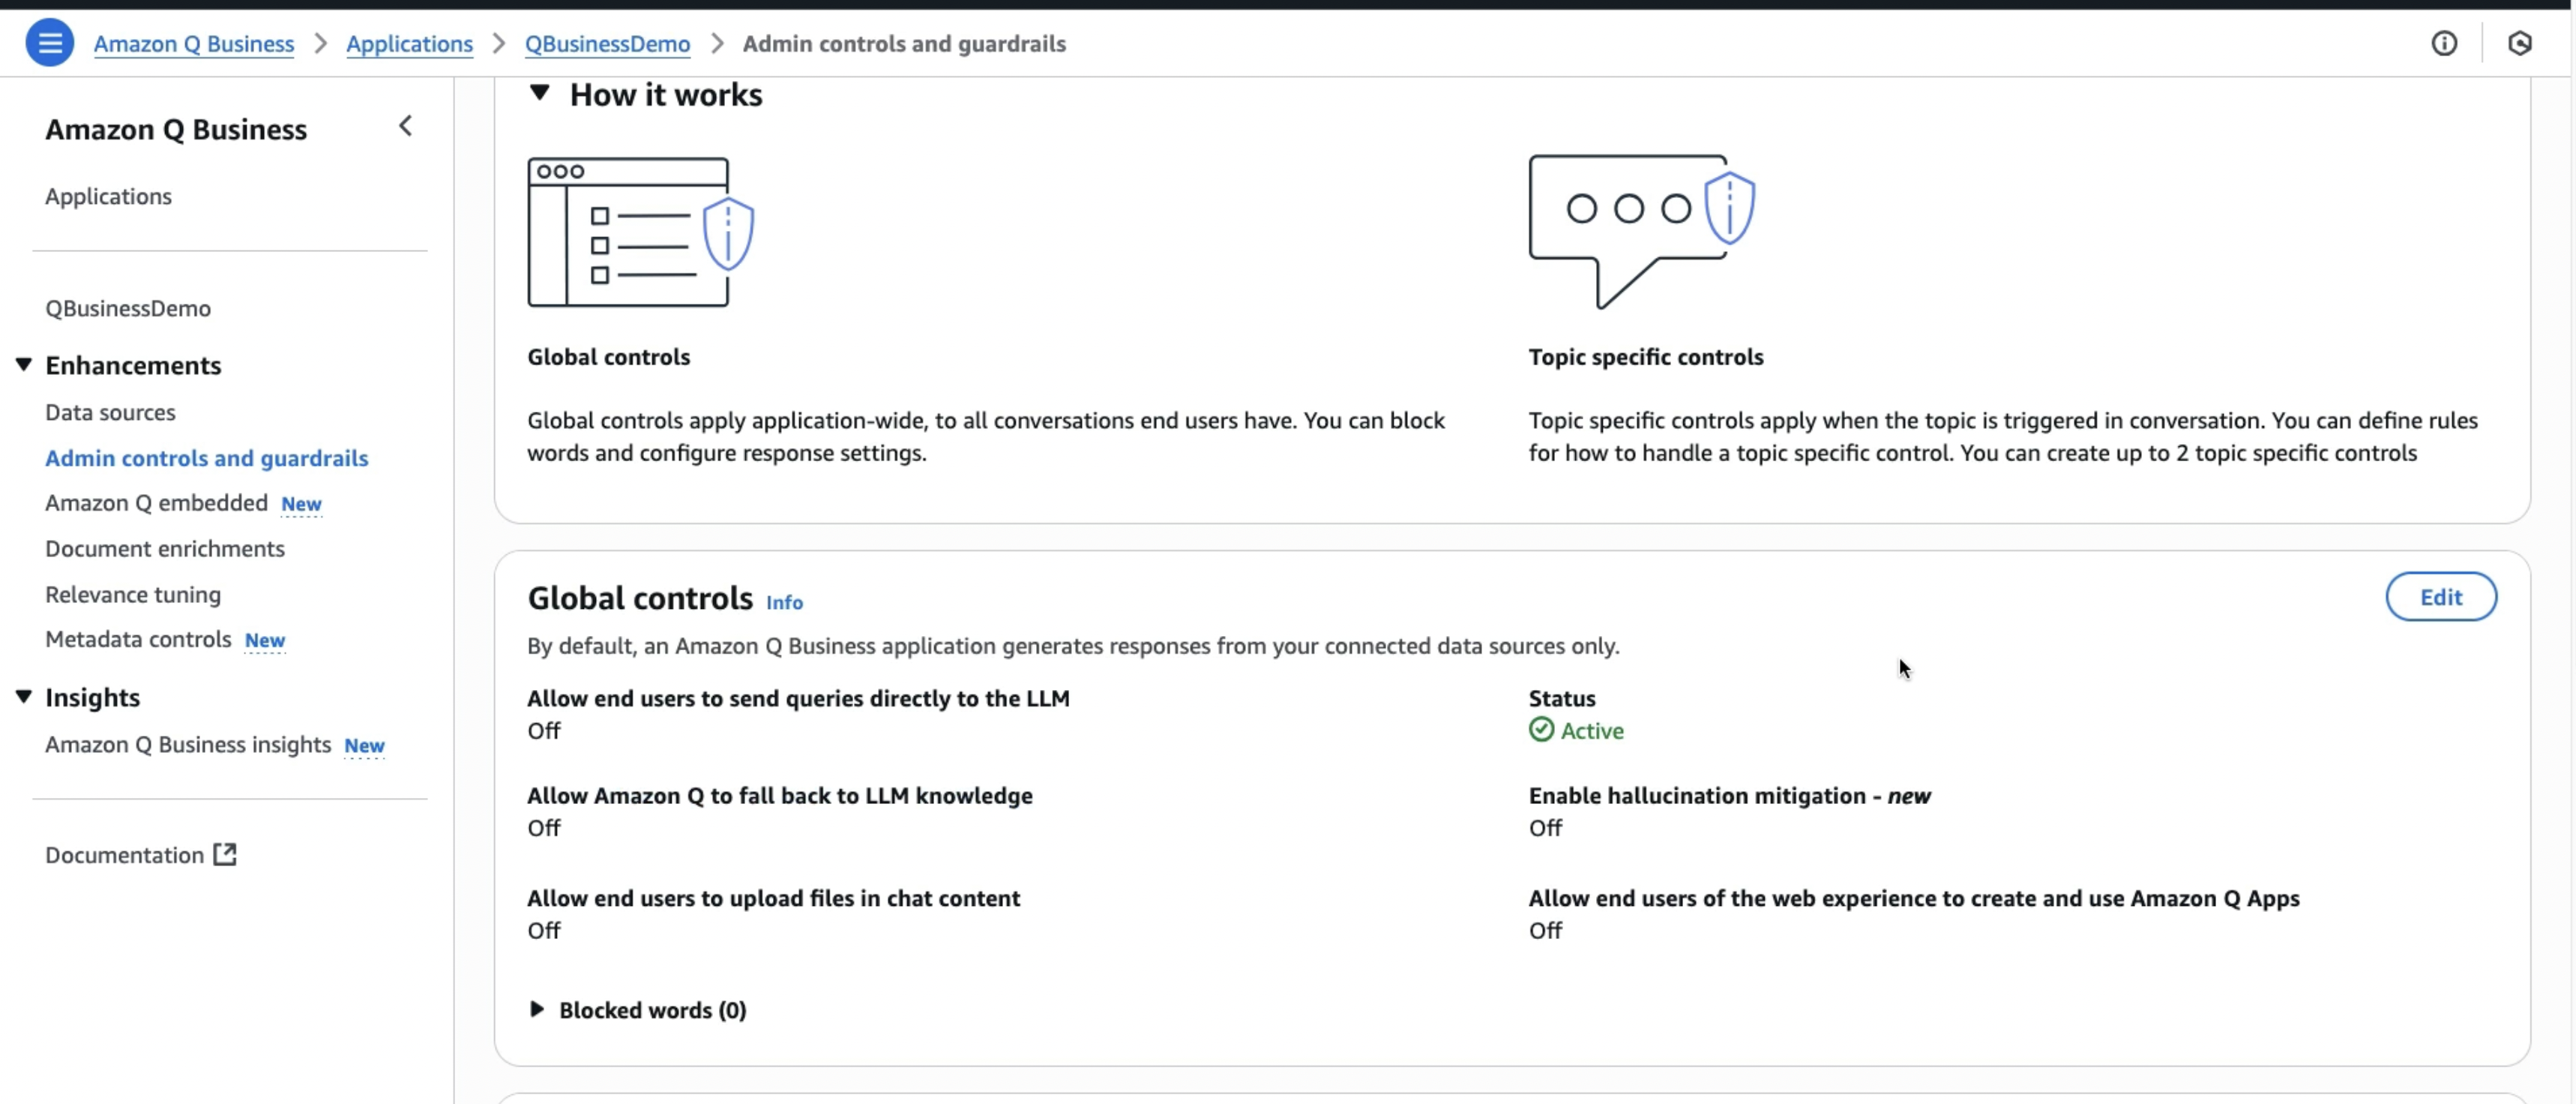 Amazon Q Business > Applications > QBusinessDemo > Admin controls and guardrails
Amazon Q Business
Applications
QBusinessDemo
Enhancements
Data sources
Admin controls and guardrails
Amazon Q embedded New
Document enrichments
Relevance tuning
Metadata controls New
Insights
Amazon Q Business insights New
Documentation
How it works
Global controls
Global controls apply application-wide, to all conversations end users have. You can block
words and configure response settings.
Topic specific controls
Topic specific controls apply when the topic is triggered in conversation. You can define rules
for how to handle a topic specific control. You can create up to 2 topic specific controls
Global controls Info
Edit
By default, an Amazon Q Business application generates responses from your connected data sources only.
Allow end users to send queries directly to the LLM
Off
Status
Active
Allow Amazon Q to fall back to LLM knowledge
Off
Enable hallucination mitigation - new
Off
Allow end users to upload files in chat content
Off
Allow end users of the web experience to create and use Amazon Q Apps
Off
Blocked words (0)